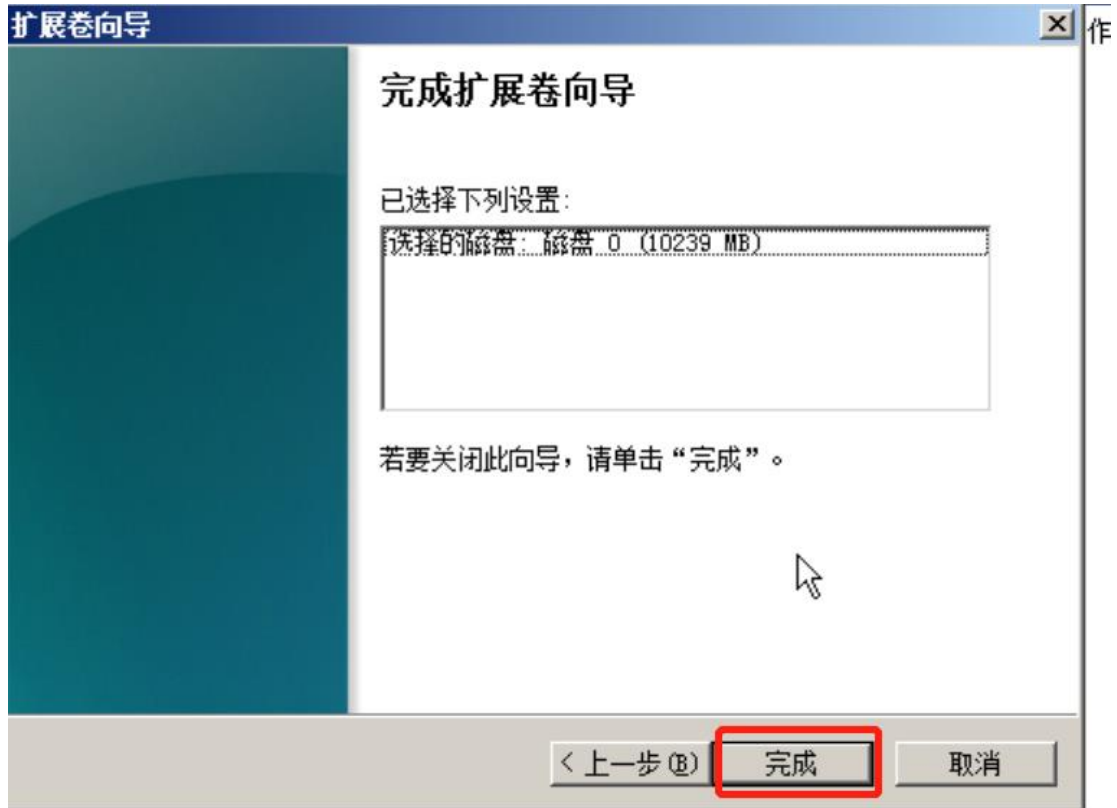 扩展卷向导
作
完成扩展卷向导
已选择下列设置:
选择的磁盘: 磁盘 0 (10239 MB)
若要关闭此向导，请单击“完成”。
< 上一步(B)
完成
取消